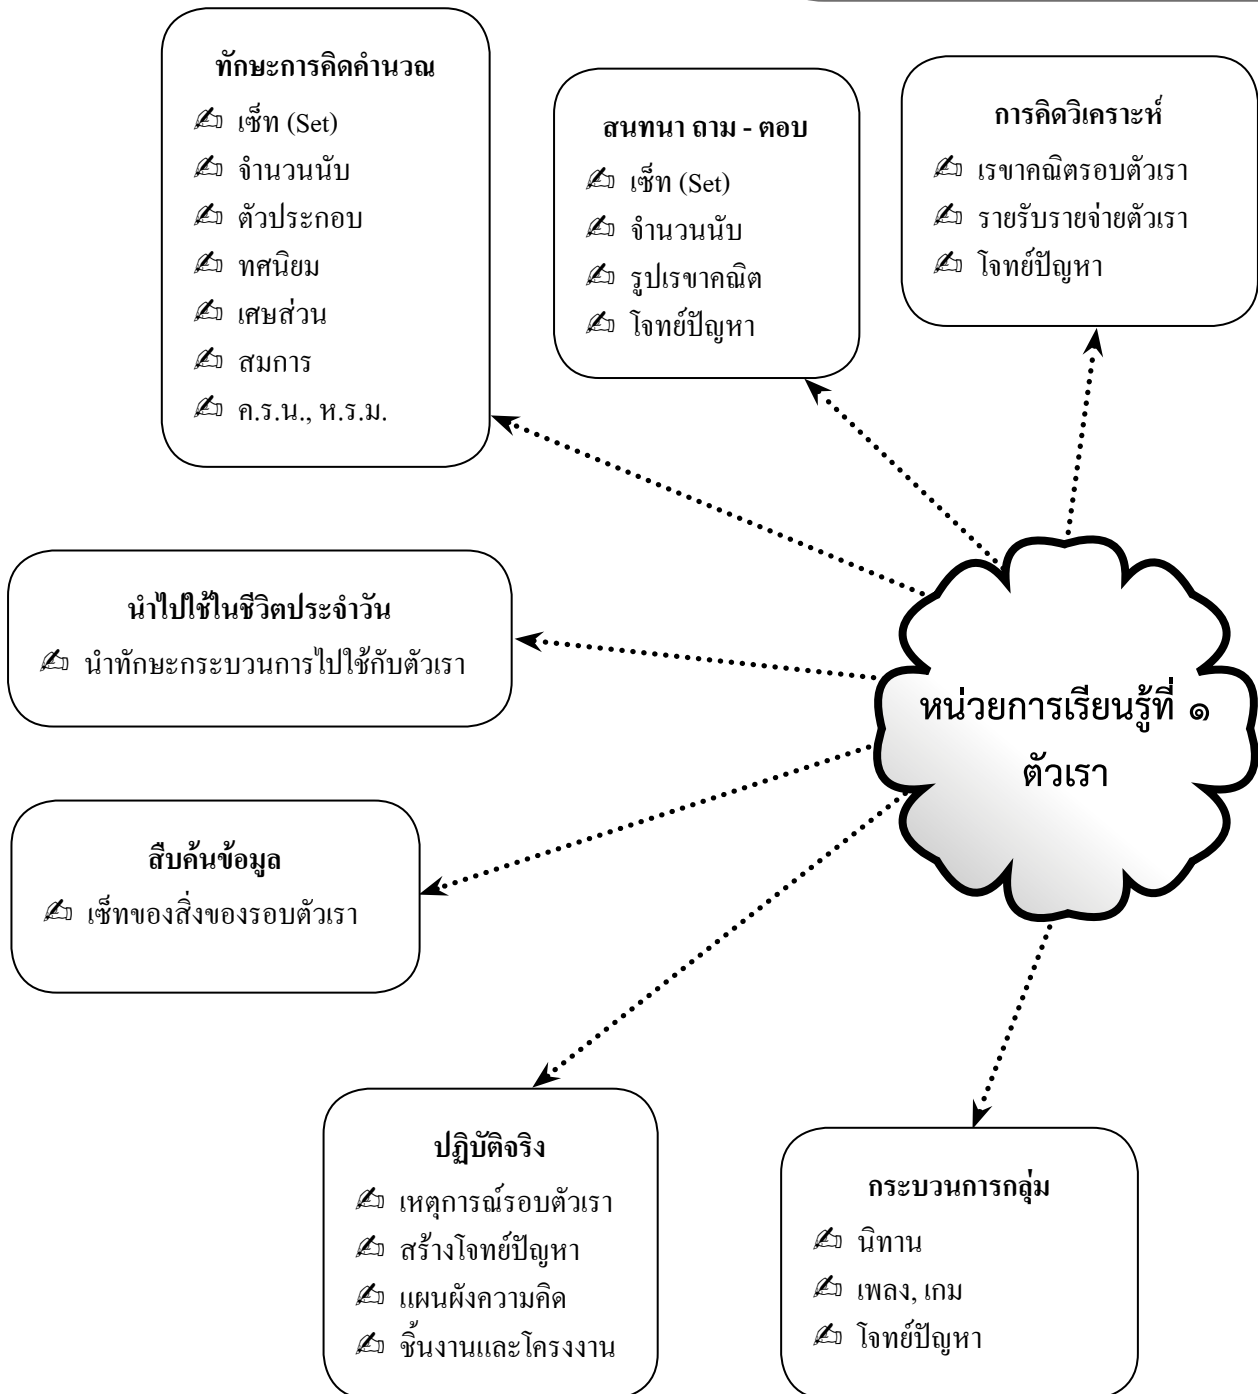 ทักษะการคิดคำนวณ
เซ็ท (Set)
จำนวนนับ
ตัวประกอบ
ทศนิยม
เศษส่วน
สมการ
ค.ร.น., ห.ร.ม.
สนทนา ถาม - ตอบ
เซ็ท (Set)
จำนวนนับ
รูปเรขาคณิต
โจทย์ปัญหา
การคิดวิเคราะห์
เรขาคณิตรอบตัวเรา
รายรับรายจ่ายตัวเรา
โจทย์ปัญหา
นำไปใช้ในชีวิตประจำวัน
นำทักษะกระบวนการไปใช้กับตัวเรา
หน่วยการเรียนรู้ที่ ๑
ตัวเรา
สืบค้นข้อมูล
เซ็ทของสิ่งของรอบตัวเรา
ปฏิบัติจริง
เหตุการณ์รอบตัวเรา
สร้างโจทย์ปัญหา
แผนผังความคิด
ชิ้นงานและโครงงาน
กระบวนการกลุ่ม
นิทาน
เพลง, เกม
โจทย์ปัญหา